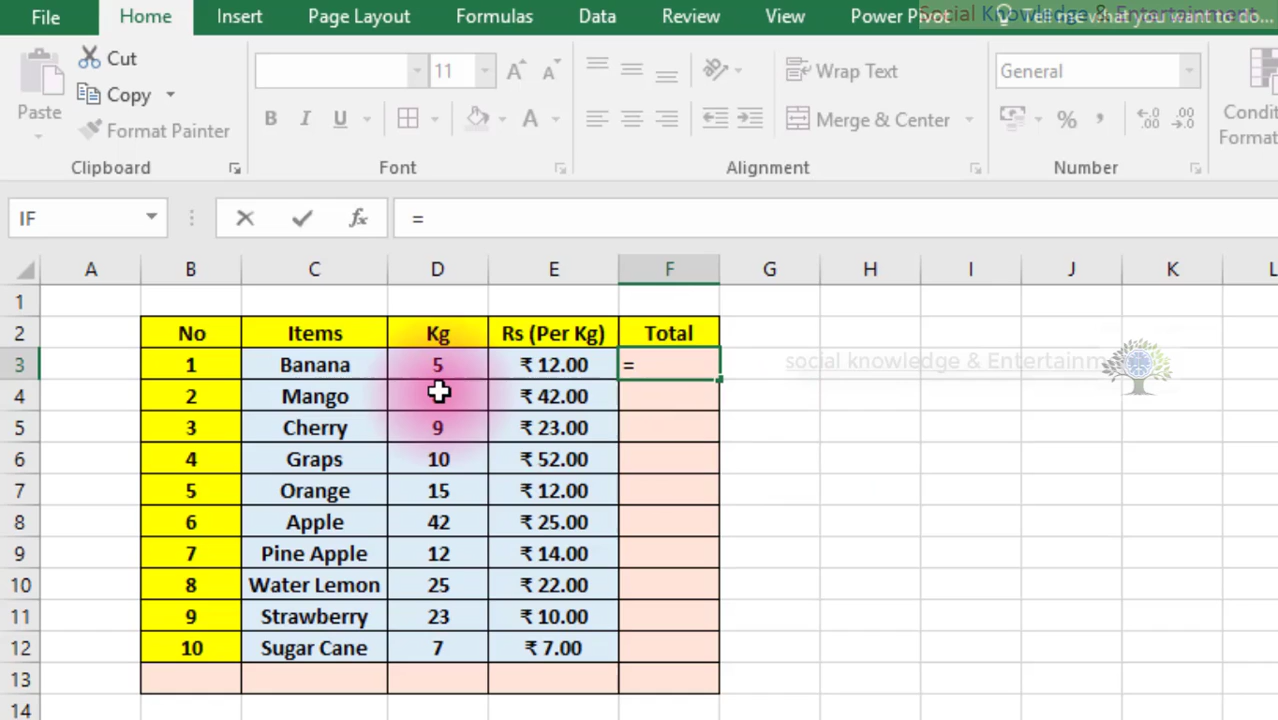 File Home Insert Page Layout Formulas Data Review View Power Pivot Tell me what you want to do...
Social Knowledge & Entertainment
Cut
Copy
Format Painter
Paste
11
B I U A
Wrap Text
Merge & Center
General
% ,
Clipboard Font Alignment Number
IF fx =
A B C D E F G H I J K L
1
2 No Items Kg Rs (Per Kg) Total
3 1 Banana 5 ₹ 12.00 =
4 2 Mango ₹ 42.00
5 3 Cherry 9 ₹ 23.00
6 4 Graps 10 ₹ 52.00
7 5 Orange 15 ₹ 12.00
8 6 Apple 42 ₹ 25.00
9 7 Pine Apple 12 ₹ 14.00
10 8 Water Lemon 25 ₹ 22.00
11 9 Strawberry 23 ₹ 10.00
12 10 Sugar Cane 7 ₹ 7.00
13
14
social knowledge &